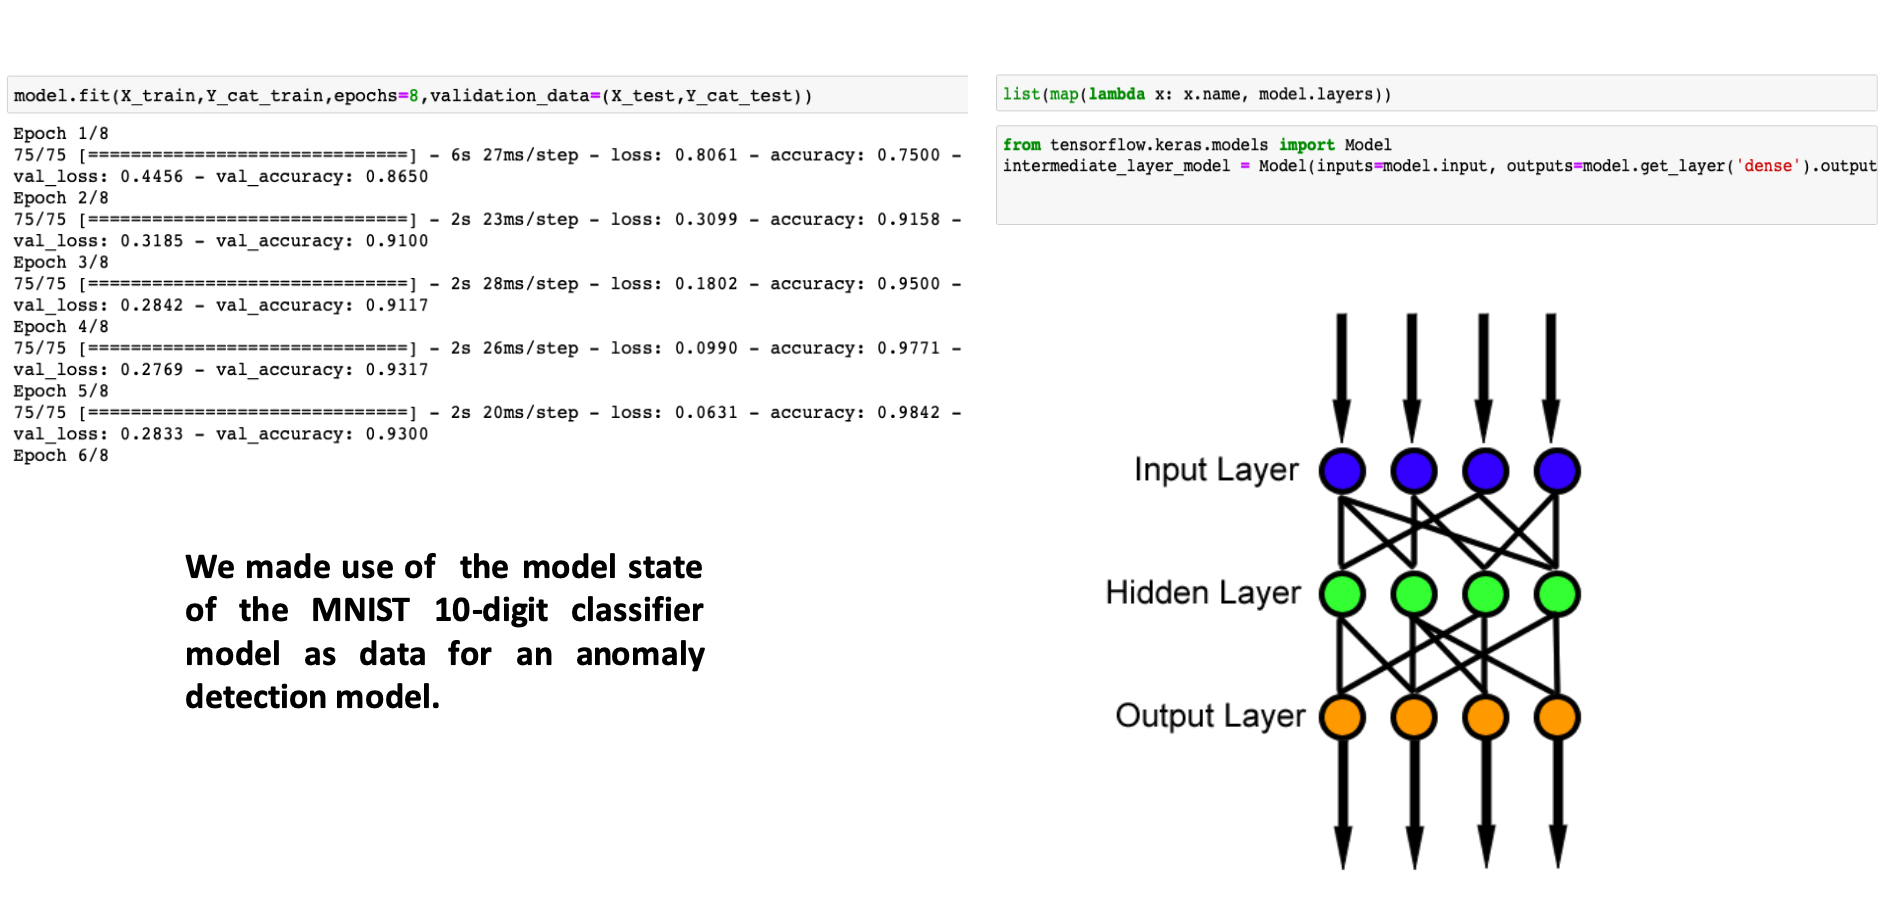 model.fit(X_train,Y_cat_train,epochs=8,validation_data=(X_test,Y_cat_test))
Epoch 1/8
75/75 [==============================] - 6s 27ms/step - loss: 0.8061 - accuracy: 0.7500 -
val_loss: 0.4456 - val_accuracy: 0.8650
Epoch 2/8
75/75 [==============================] - 2s 23ms/step - loss: 0.3099 - accuracy: 0.9158 -
val_loss: 0.3185 - val_accuracy: 0.9100
Epoch 3/8
75/75 [==============================] - 2s 28ms/step - loss: 0.1802 - accuracy: 0.9500 -
val_loss: 0.2842 - val_accuracy: 0.9117
Epoch 4/8
75/75 [==============================] - 2s 26ms/step - loss: 0.0990 - accuracy: 0.9771 -
val_loss: 0.2769 - val_accuracy: 0.9317
Epoch 5/8
75/75 [==============================] - 2s 20ms/step - loss: 0.0631 - accuracy: 0.9842 -
val_loss: 0.2833 - val_accuracy: 0.9300
Epoch 6/8
We made use of the model state
of the MNIST 10-digit classifier
model as data for an anomaly
detection model.
list(map(lambda x: x.name, model.layers))
from tensorflow.keras.models import Model
intermediate_layer_model = Model(inputs=model.input, outputs=model.get_layer('dense').output
Input Layer
Hidden Layer
Output Layer